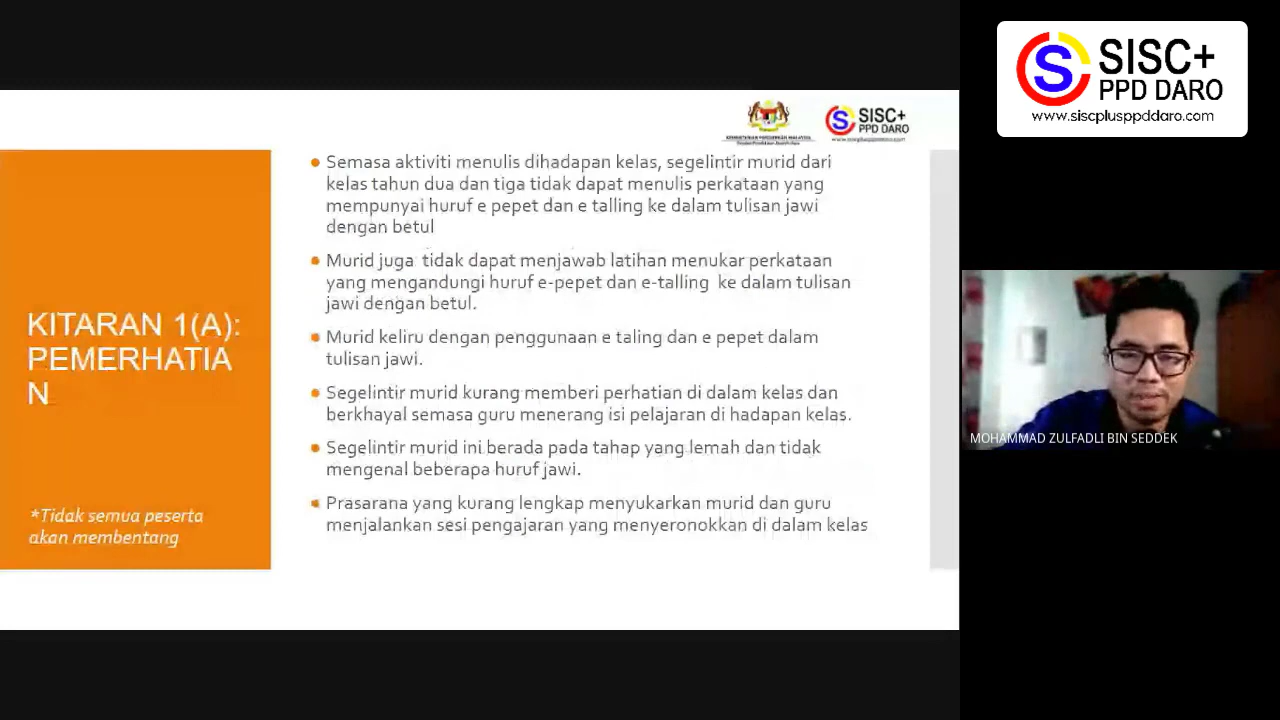 SISC+
PPD DARO
www.siscplusppddaro.com
KEMENTERIAN PENDIDIKAN MALAYSIA
SISC+
PPD DARO
KITARAN 1(A):
PEMERHATIA
N
*Tidak semua peserta
akan membentang
Semasa aktiviti menulis dihadapan kelas, segelintir murid dari
kelas tahun dua dan tiga tidak dapat menulis perkataan yang
mempunyai huruf e pepet dan e talling ke dalam tulisan jawi
dengan betul
Murid juga tidak dapat menjawab latihan menukar perkataan
yang mengandungi huruf e-pepet dan e-talling ke dalam tulisan
jawi dengan betul.
Murid keliru dengan penggunaan e taling dan e pepet dalam
tulisan jawi.
Segelintir murid kurang memberi perhatian di dalam kelas dan
berkhayal semasa guru menerang isi pelajaran di hadapan kelas.
Segelintir murid ini berada pada tahap yang lemah dan tidak
mengenal beberapa huruf jawi.
Prasarana yang kurang lengkap menyukarkan murid dan guru
menjalankan sesi pengajaran yang menyeronokkan di dalam kelas
MOHAMMAD ZULFADLI BIN SEDDEK